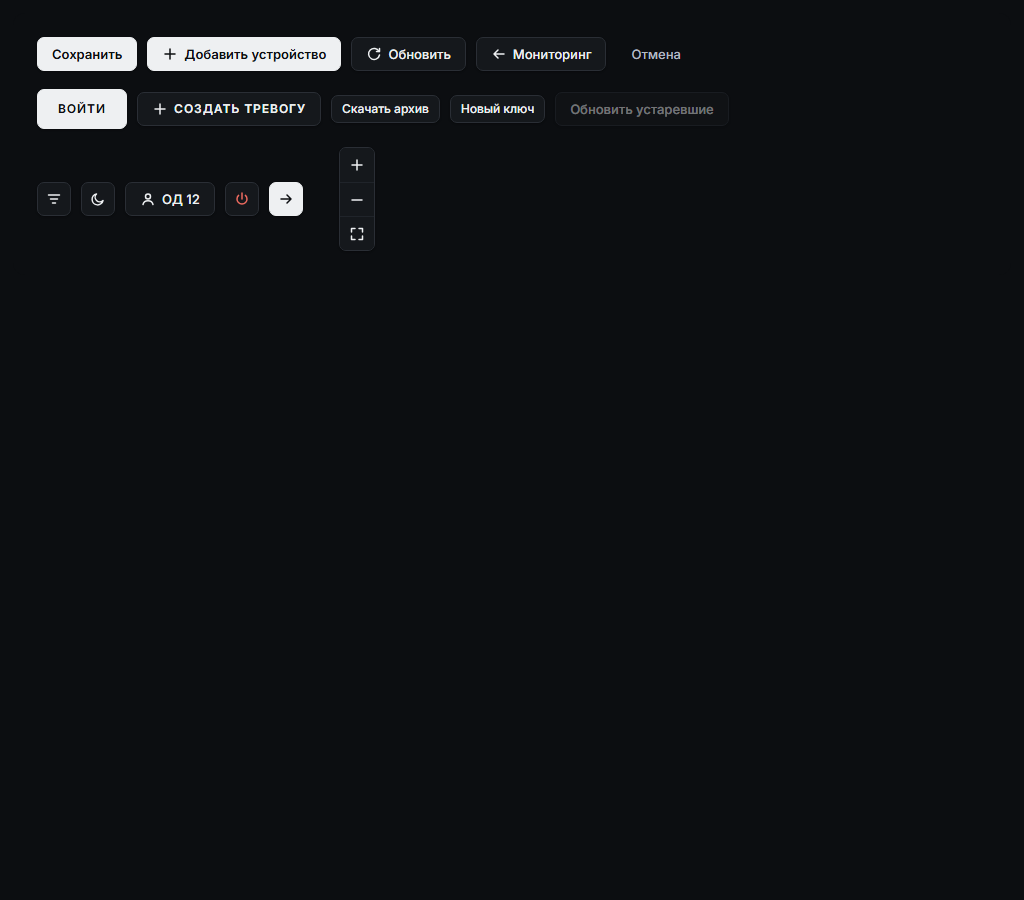 Сохранить Добавить устройство Обновить Мониторинг Отмена
ВОЙТИ СОЗДАТЬ ТРЕВОГУ Скачать архив Новый ключ Обновить устаревшие
ОД 12